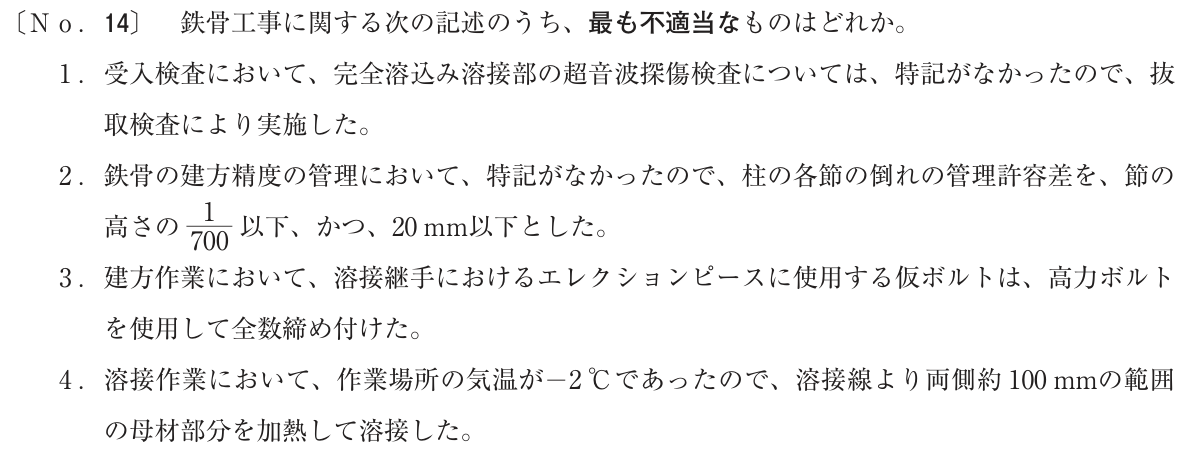 〔Ｎｏ．14〕　鉄骨工事に関する次の記述のうち、最も不適当なものはどれか。
１．受入検査において、完全溶込み溶接部の超音波探傷検査については、特記がなかったので、抜
取検査により実施した。
２．鉄骨の建方精度の管理において、特記がなかったので、柱の各節の倒れの管理許容差を、節の
高さの 1/700 以下、かつ、20 mm以下とした。
３．建方作業において、溶接継手におけるエレクションピースに使用する仮ボルトは、高力ボルト
を使用して全数締め付けた。
４．溶接作業において、作業場所の気温が－2 ℃であったので、溶接線より両側約 100 mmの範囲
の母材部分を加熱して溶接した。